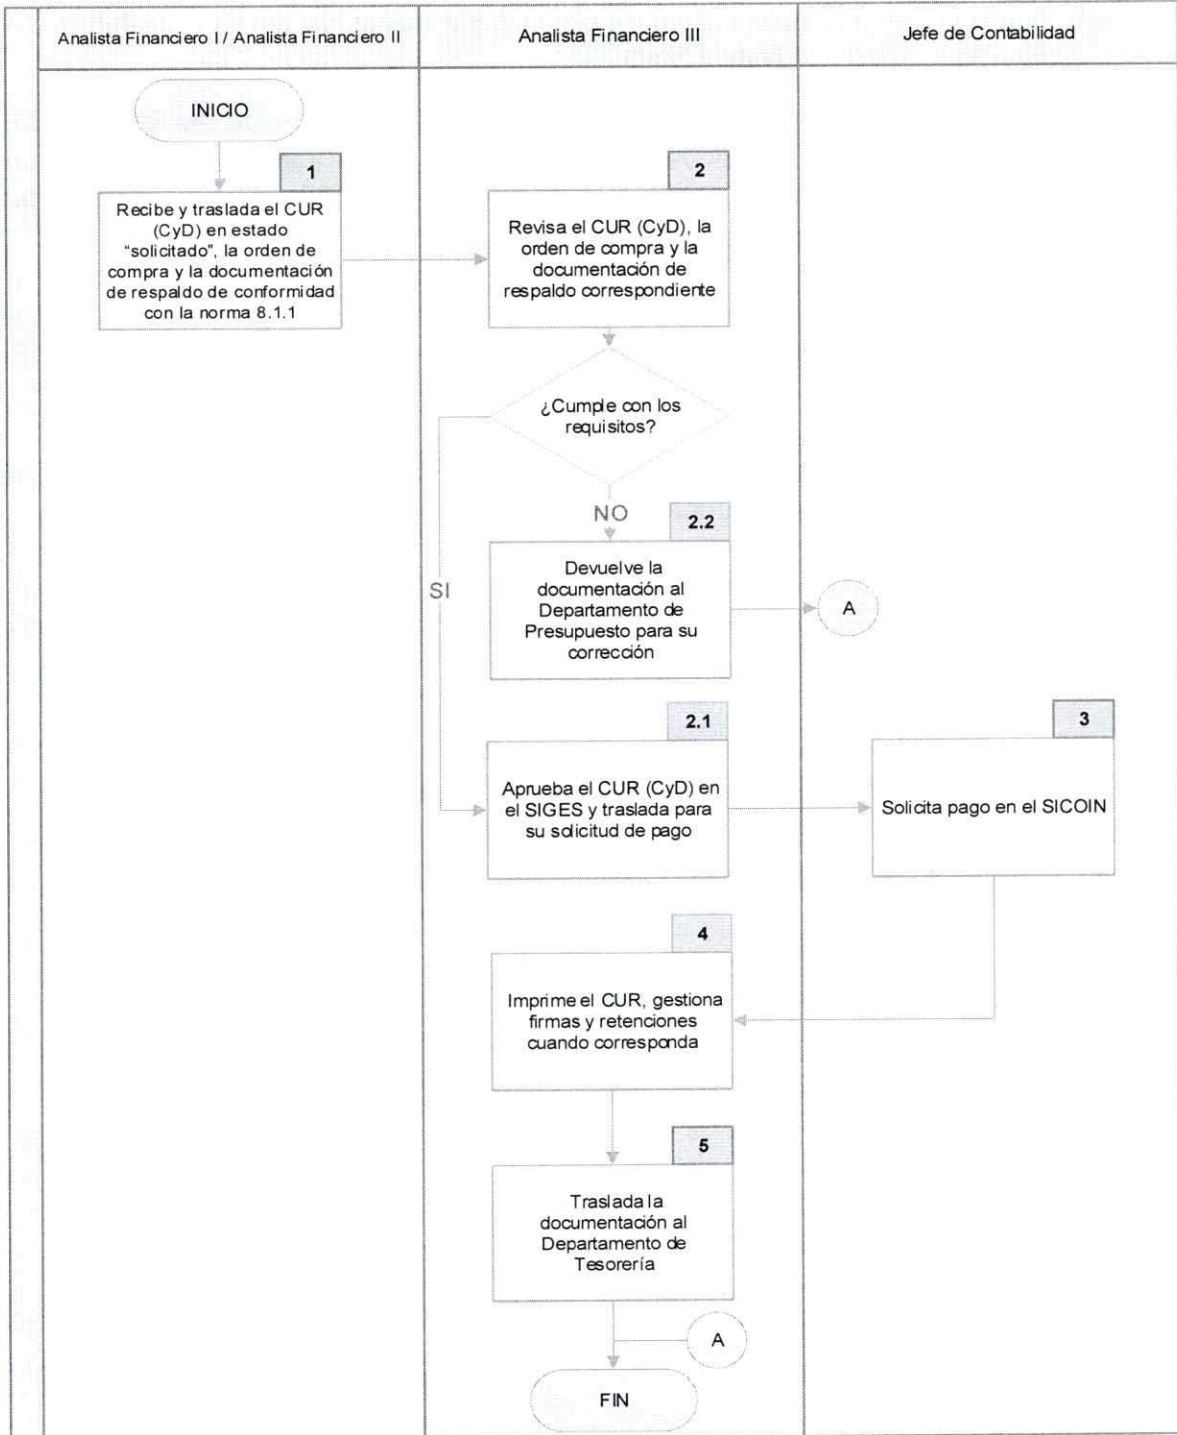 Analista Financiero I / Analista Financiero II
Analista Financiero III
Jefe de Contabilidad
INICIO
1
Recibe y traslada el CUR
(CyD) en estado
“solicitado”, la orden de
compra y la documentación
de respaldo de conformidad
con la norma 8.1.1
2
Revisa el CUR (CyD), la
orden de compra y la
documentación de
respaldo correspondiente
¿Cumple con los
requisitos?
NO
SI
2.2
Devuelve la
documentación al
Departamento de
Presupuesto para su
corrección
A
2.1
Aprueba el CUR (CyD) en
el SIGES y traslada para
su solicitud de pago
3
Solicita pago en el SICOIN
4
Imprime el CUR, gestiona
firmas y retenciones
cuando corresponda
5
Traslada la
documentación al
Departamento de
Tesorería
A
FIN